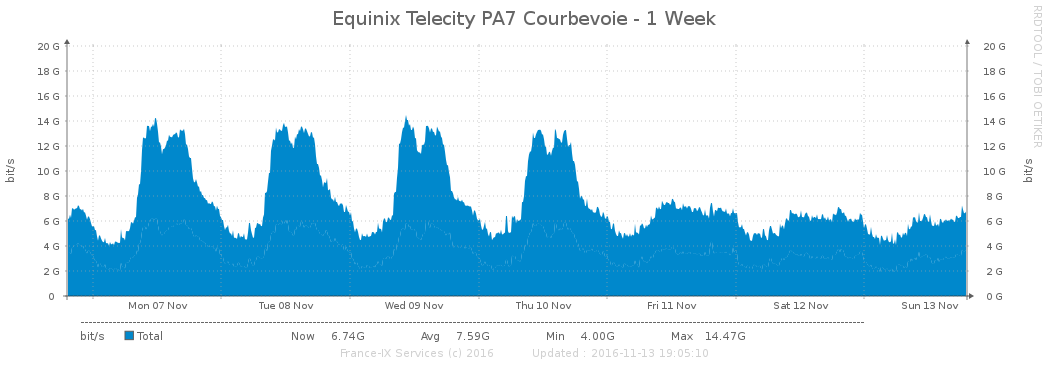 Equinix Telecity PA7 Courbevoie - 1 Week
RRDTOOL / TOBI OETIKER
bit/s
20 G 20 G
18 G 18 G
16 G 16 G
14 G 14 G
12 G 12 G
10 G 10 G
8 G 8 G
6 G 6 G
4 G 4 G
2 G 2 G
0 0 G
bit/s
Mon 07 Nov Tue 08 Nov Wed 09 Nov Thu 10 Nov Fri 11 Nov Sat 12 Nov Sun 13 Nov
bit/s Total Now 6.74G Avg 7.59G Min 4.00G Max 14.47G
France-IX Services (c) 2016 Updated : 2016-11-13 19:05:10